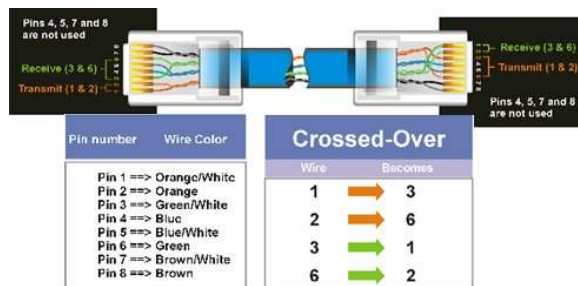 Pins 4, 5, 7 and 8
are not used
Receive (3 & 6)
Transmit (1 & 2)
Receive (3 & 6)
Transmit (1 & 2)
Pins 4, 5, 7 and 8
are not used
Pin number Wire Color
Pin 1 ==> Orange/White
Pin 2 ==> Orange
Pin 3 ==> Green/White
Pin 4 ==> Blue
Pin 5 ==> Blue/White
Pin 6 ==> Green
Pin 7 ==> Brown/White
Pin 8 ==> Brown
Crossed-Over
Wire Becomes
1 3
2 6
3 1
6 2